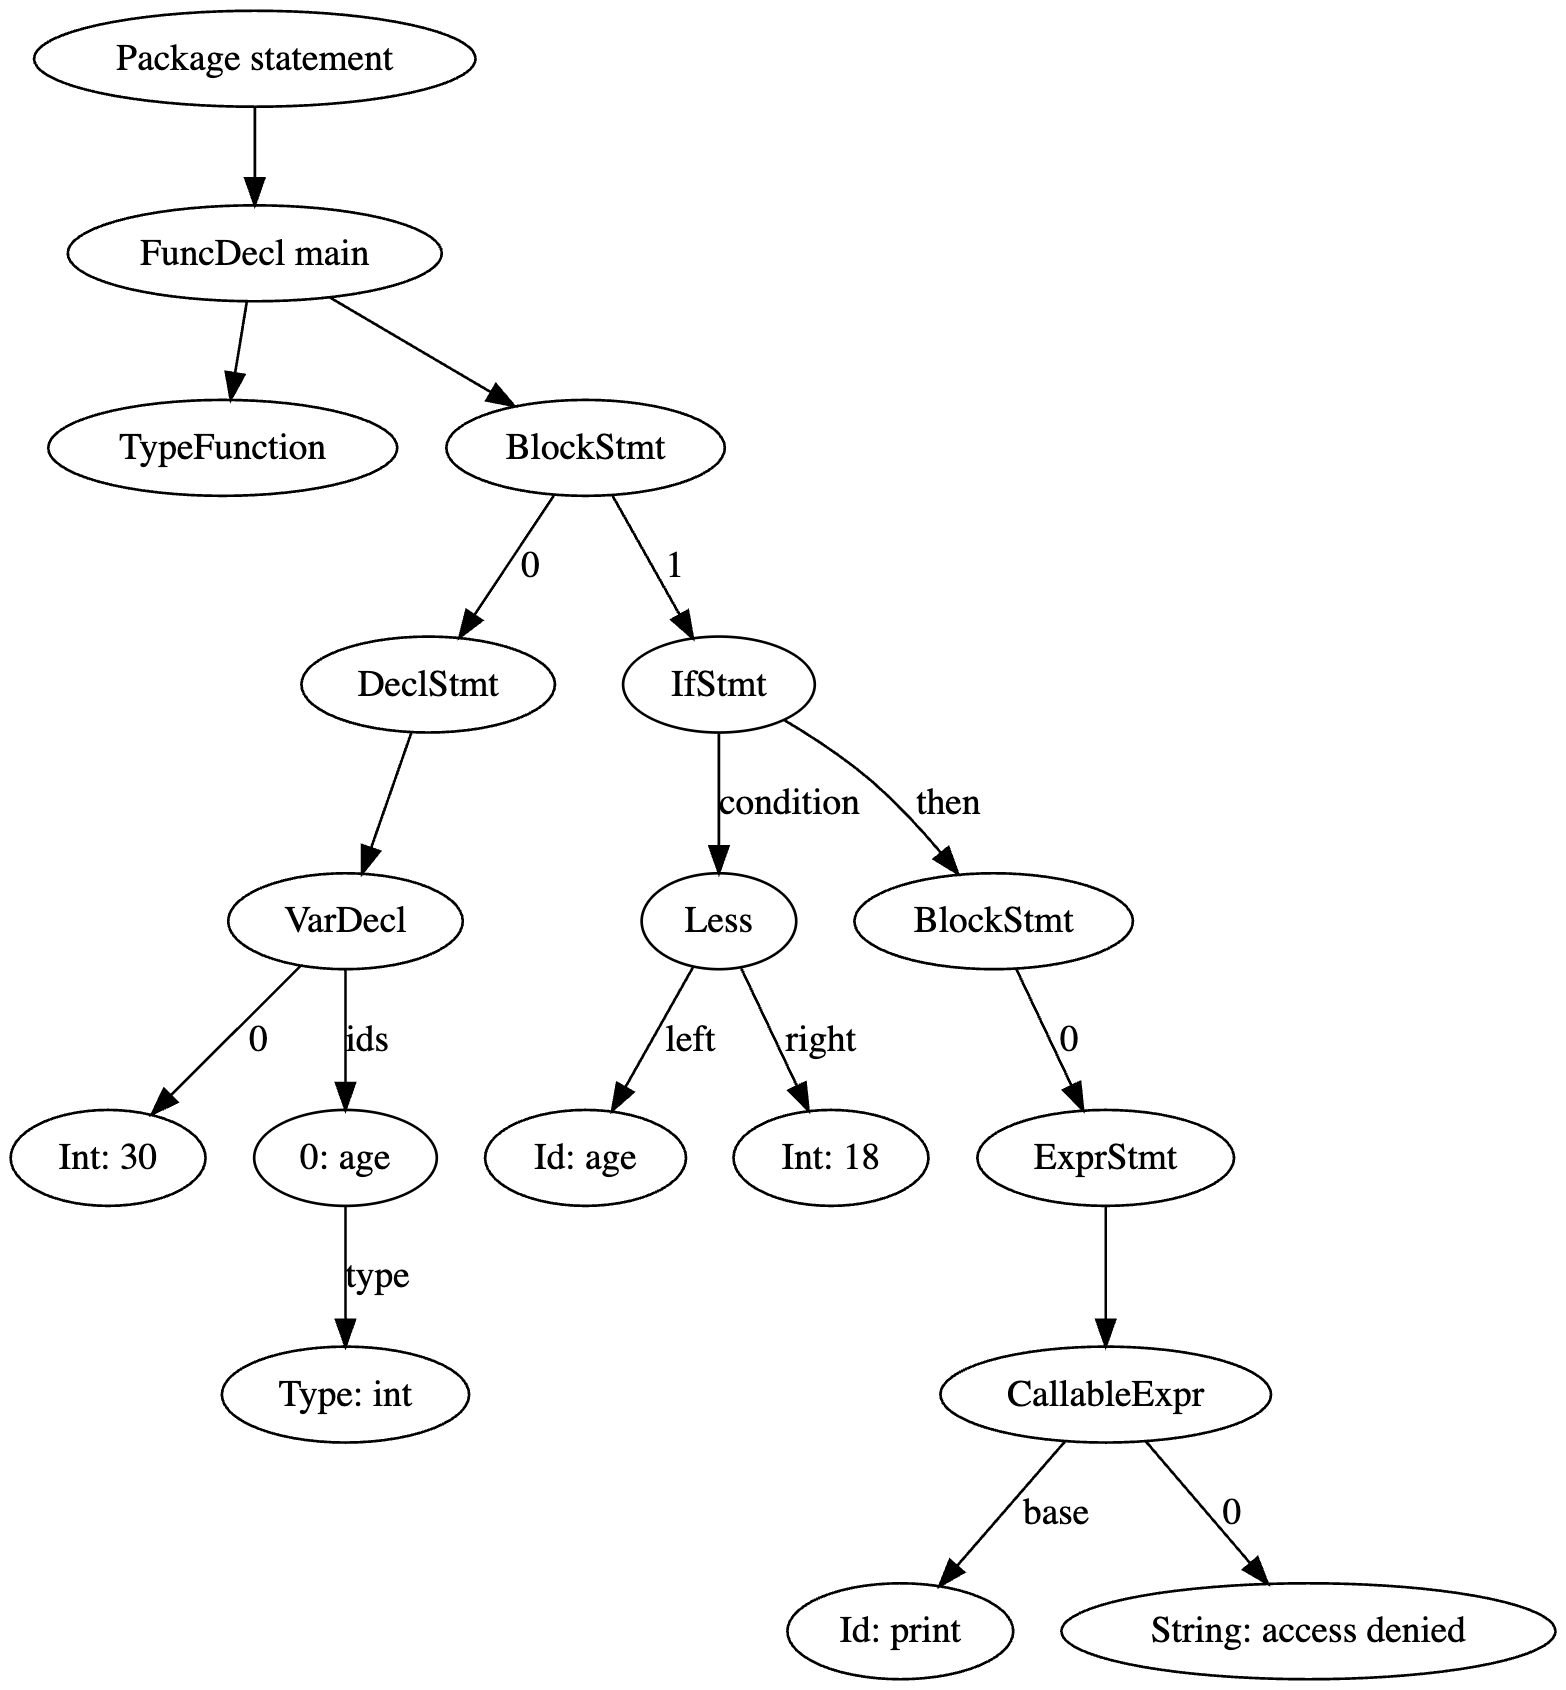 Package statement
FuncDecl main
TypeFunction
BlockStmt
0
1
DeclStmt
IfStmt
condition
then
VarDecl
Less
BlockStmt
0
ids
left
right
0
Int: 30
0: age
Id: age
Int: 18
ExprStmt
type
Type: int
CallableExpr
base
0
Id: print
String: access denied